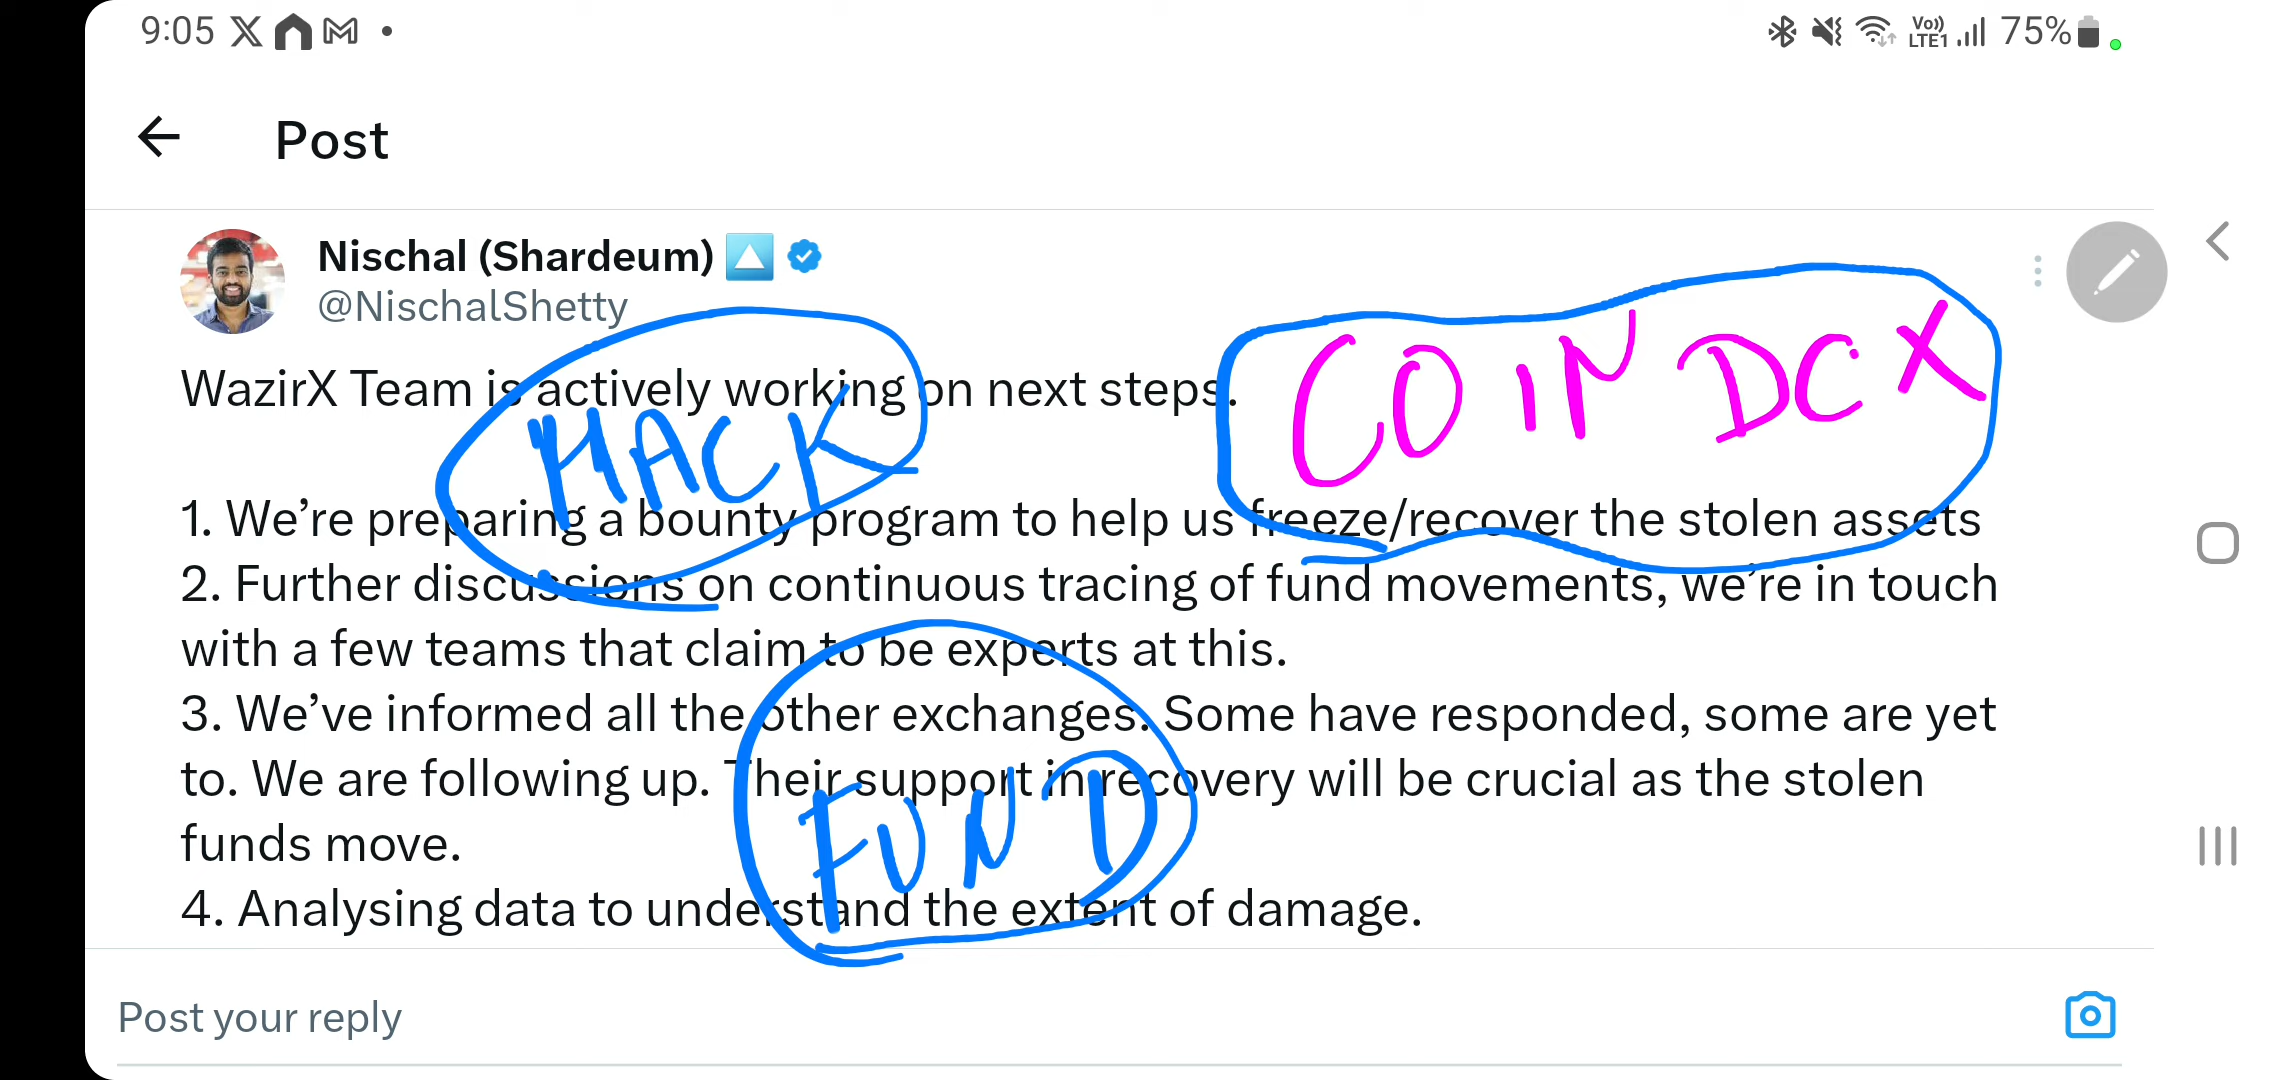 9:05
Vo)) LTE1 75%
Post
Nischal (Shardeum)
@NischalShetty
COIN DCX
WazirX Team is actively working on next steps.
HACK
1. We’re preparing a bounty program to help us freeze/recover the stolen assets
2. Further discussions on continuous tracing of fund movements, we’re in touch
with a few teams that claim to be experts at this.
3. We’ve informed all the other exchanges. Some have responded, some are yet
to. We are following up. Their support in recovery will be crucial as the stolen
funds move.
FUND
4. Analysing data to understand the extent of damage.
Post your reply